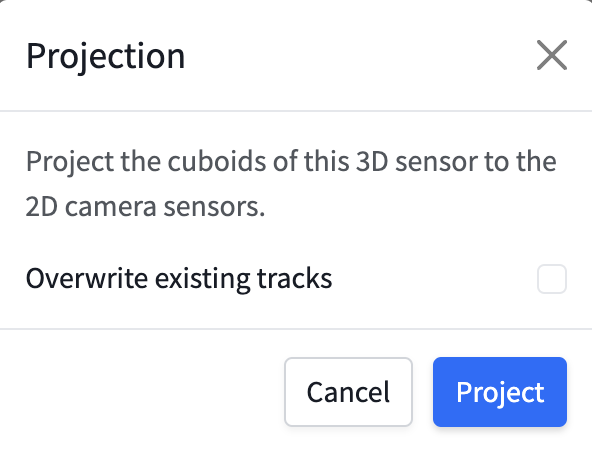 Projection
Project the cuboids of this 3D sensor to the
2D camera sensors.
Overwrite existing tracks
Cancel
Project